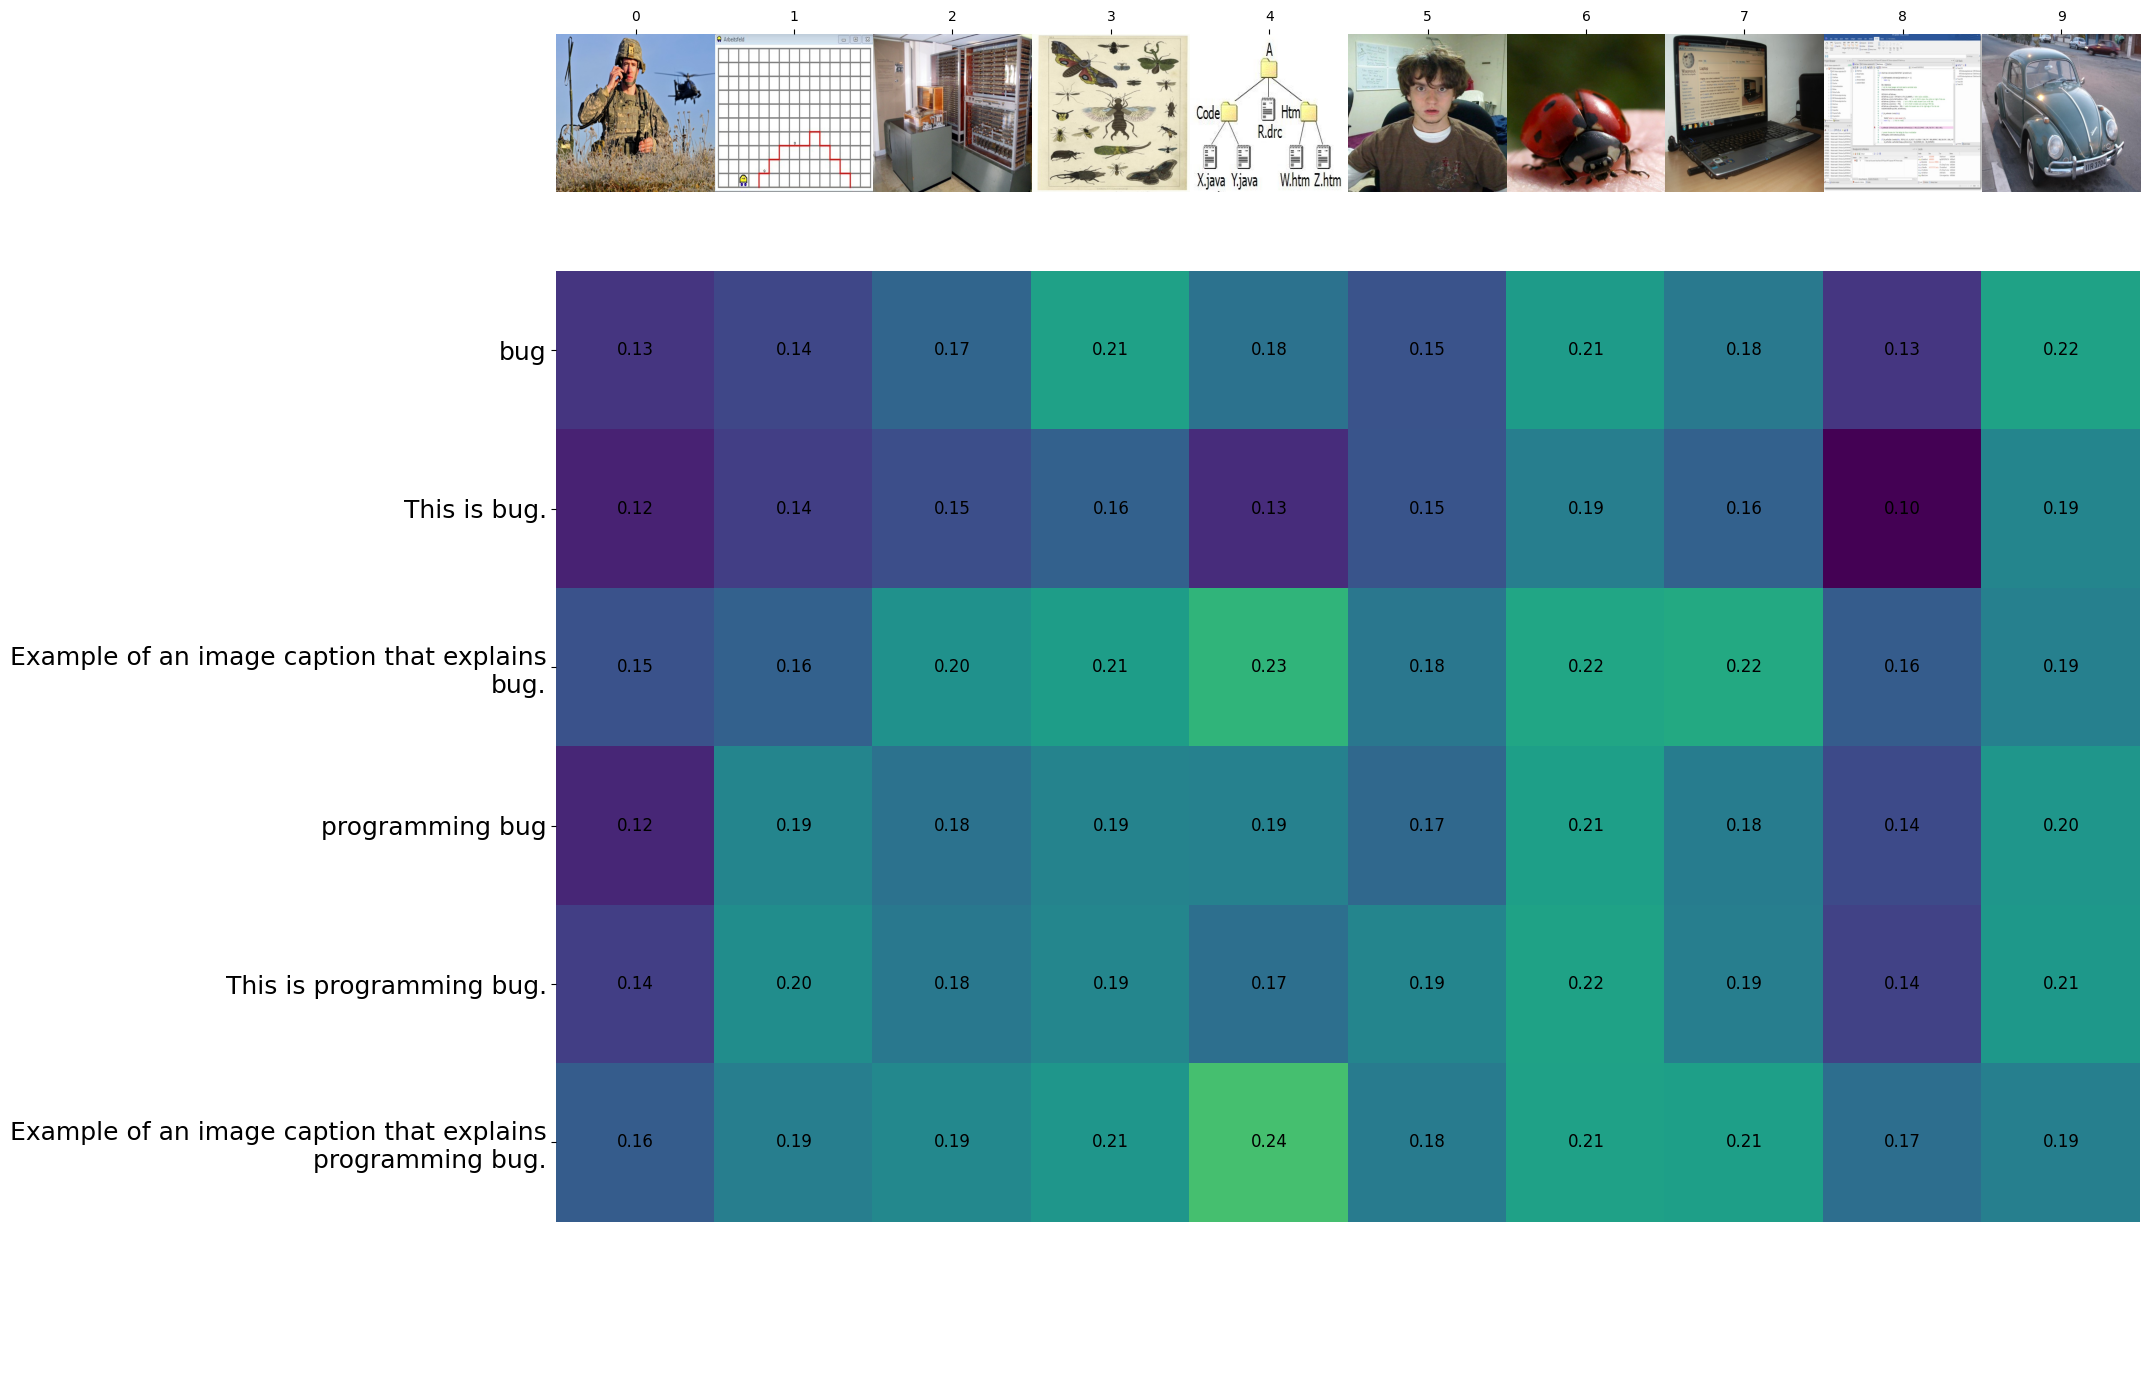 0 1 2 3 4 5 6 7 8 9
Arbeitsfeld
A
Code Htm
R.drc
X.java Y.java W.htm Z.htm
bug 0.13 0.14 0.17 0.21 0.18 0.15 0.21 0.18 0.13 0.22
This is bug. 0.12 0.14 0.15 0.16 0.13 0.15 0.19 0.16 0.10 0.19
Example of an image caption that explains
bug. 0.15 0.16 0.20 0.21 0.23 0.18 0.22 0.22 0.16 0.19
programming bug 0.12 0.19 0.18 0.19 0.19 0.17 0.21 0.18 0.14 0.20
This is programming bug. 0.14 0.20 0.18 0.19 0.17 0.19 0.22 0.19 0.14 0.21
Example of an image caption that explains
programming bug. 0.16 0.19 0.19 0.21 0.24 0.18 0.21 0.21 0.17 0.19